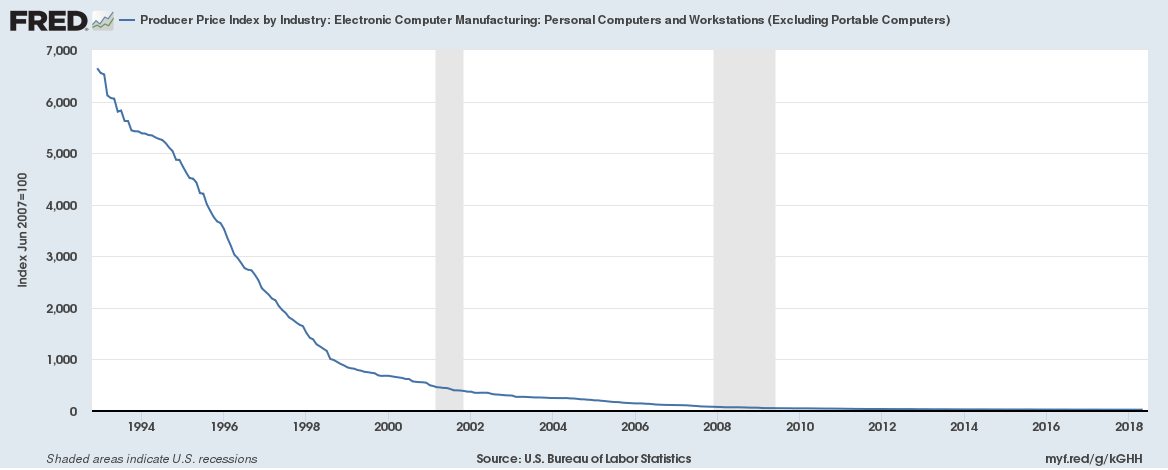 FRED
Producer Price Index by Industry: Electronic Computer Manufacturing: Personal Computers and Workstations (Excluding Portable Computers)
7,000
6,000
5,000
4,000
3,000
2,000
1,000
0
Index Jun 2007=100
1994 1996 1998 2000 2002 2004 2006 2008 2010 2012 2014 2016 2018
Shaded areas indicate U.S. recessions
Source: U.S. Bureau of Labor Statistics
myf.red/g/kGHH